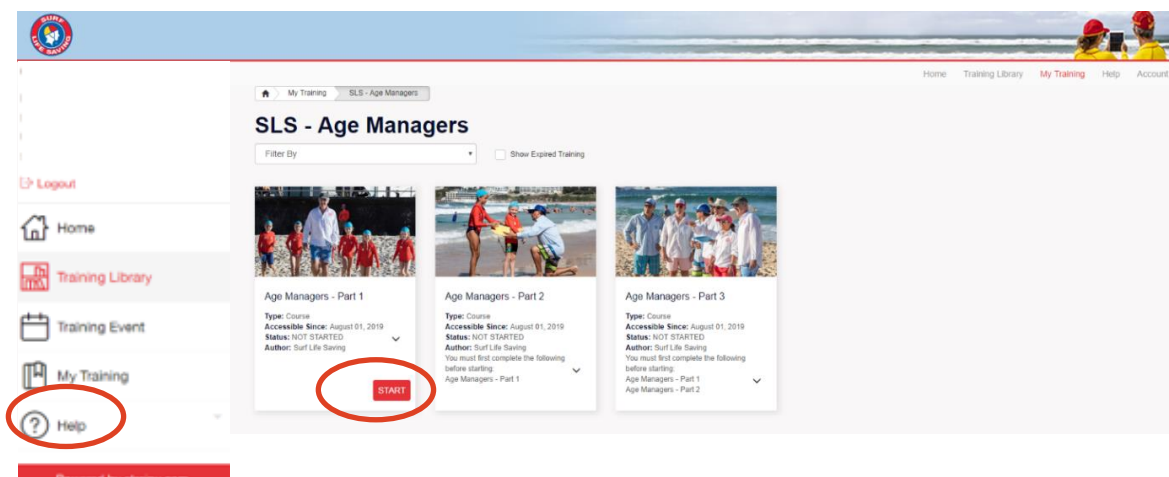 SURF
LIFE SAVING
Home Training Library My Training Help Account
My Training SLS - Age Managers
SLS - Age Managers
Filter By
Show Expired Training
Logout
Home
Training Library
Training Event
My Training
Help
Age Managers - Part 1
Type: Course
Accessible Since: August 01, 2019
Status: NOT STARTED
Author: Surf Life Saving
START
Age Managers - Part 2
Type: Course
Accessible Since: August 01, 2019
Status: NOT STARTED
Author: Surf Life Saving
You must first complete the following
before starting:
Age Managers - Part 1
Age Managers - Part 3
Type: Course
Accessible Since: August 01, 2019
Status: NOT STARTED
Author: Surf Life Saving
You must first complete the following
before starting:
Age Managers - Part 1
Age Managers - Part 2